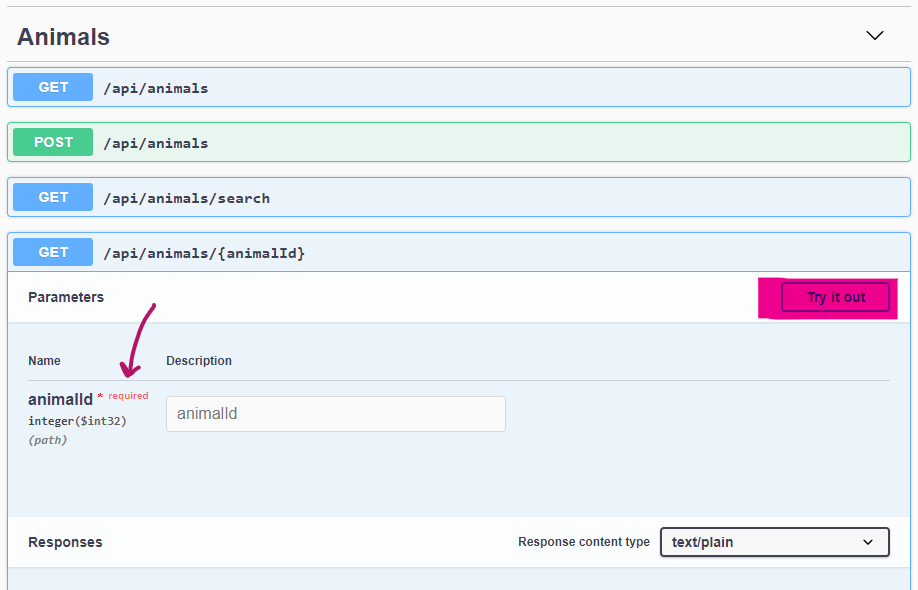 Animals
GET /api/animals
POST /api/animals
GET /api/animals/search
GET /api/animals/{animalId}
Parameters Try it out
Name Description
animalId * required animalId
integer($int32)
(path)
Responses Response content type text/plain